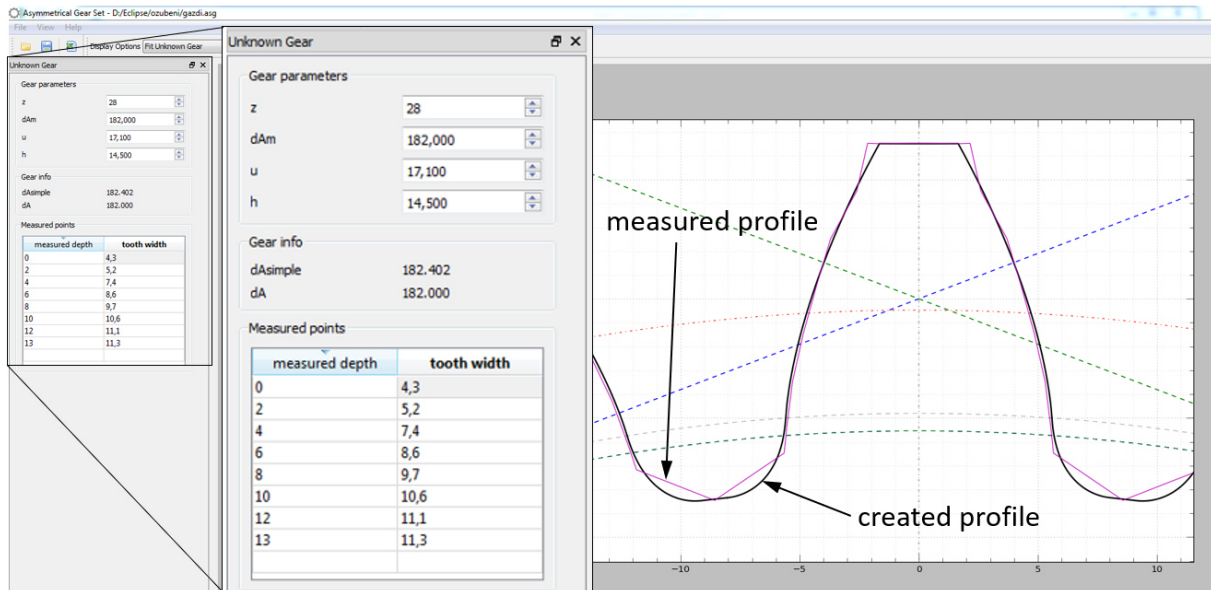 Asymmetrical Gear Set - D:/Eclipse/ozubeni/gazdi.asg
File View Help
Display Options Fit Unknown Gear
Unknown Gear
Gear parameters
z 28
dAm 182,000
u 17,100
h 14,500
Gear info
dAsimple 182.402
dA 182.000
Measured points
measured depth tooth width
0 4,3
2 5,2
4 7,4
6 8,6
8 9,7
10 10,6
12 11,1
13 11,3
Unknown Gear
Gear parameters
z 28
dAm 182,000
u 17,100
h 14,500
Gear info
dAsimple 182.402
dA 182.000
Measured points
measured depth tooth width
0 4,3
2 5,2
4 7,4
6 8,6
8 9,7
10 10,6
12 11,1
13 11,3
measured profile
created profile
−10 −5 0 5 10